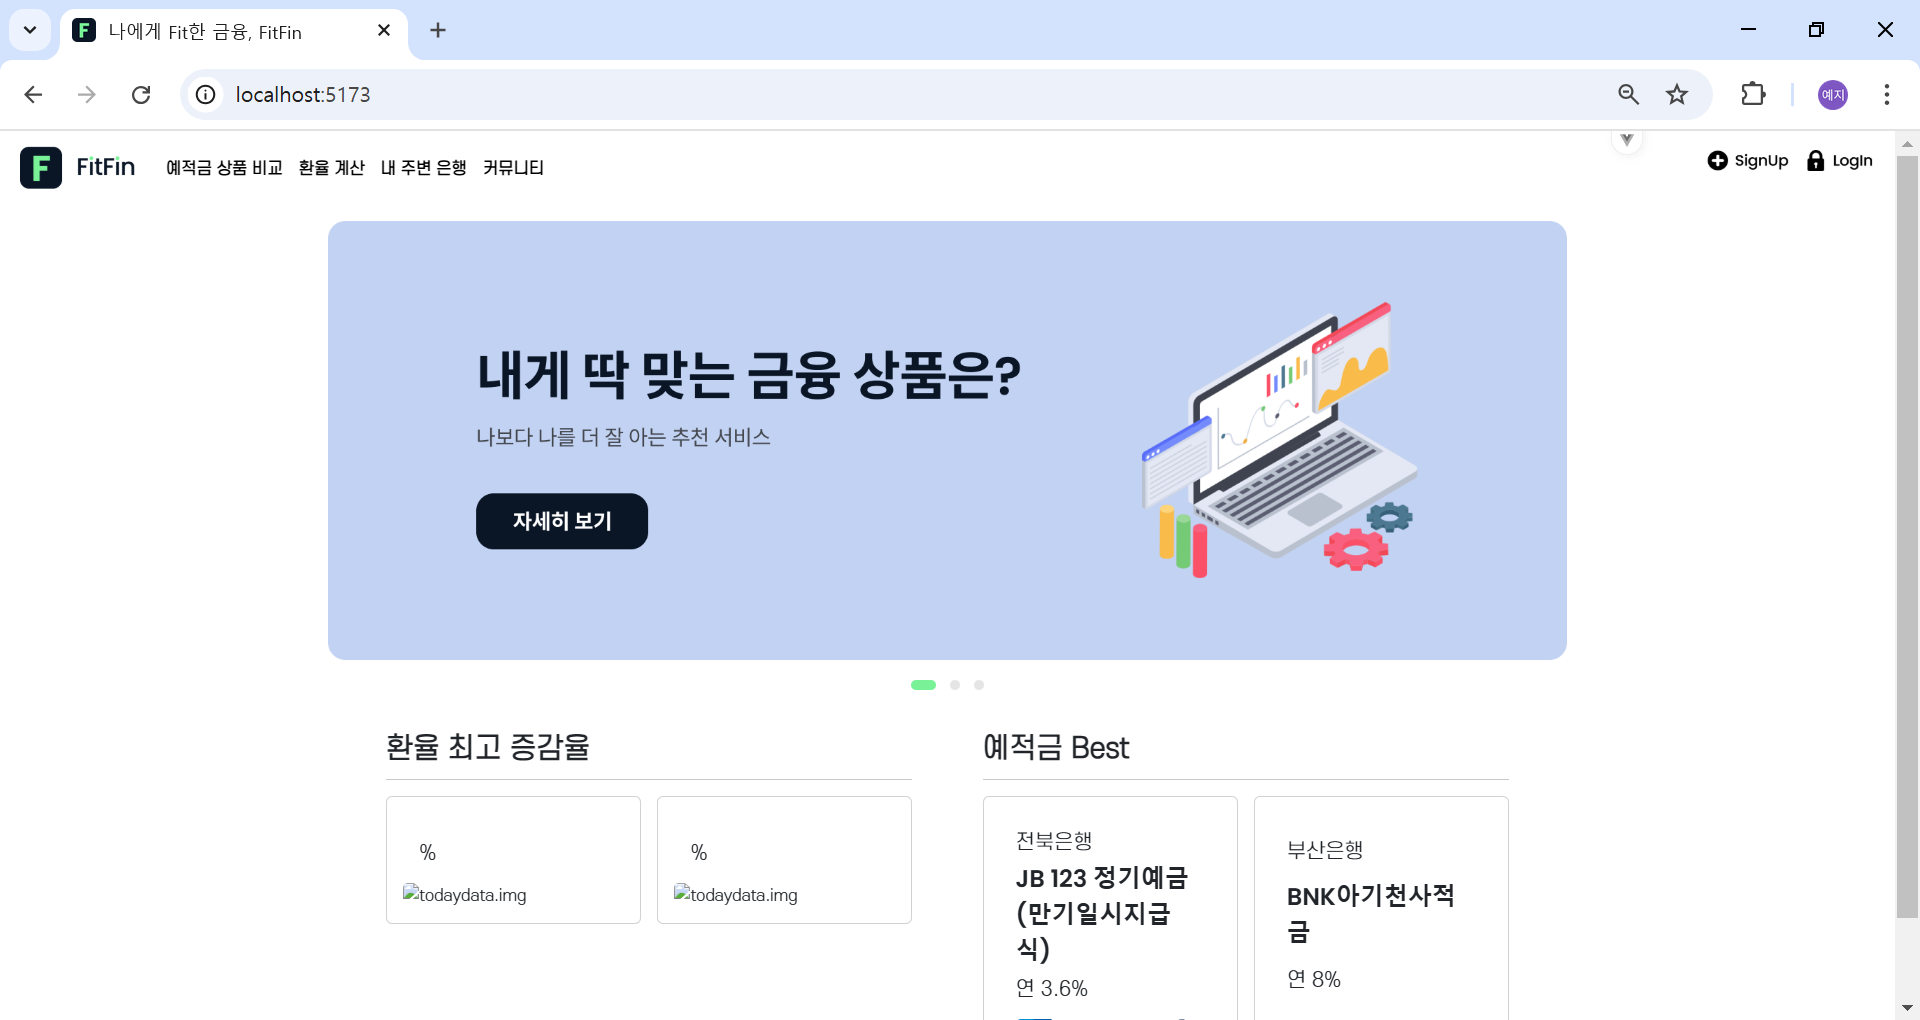 나에게 Fit한 금융, FitFin
localhost:5173
예지
F FitFin 예적금 상품 비교 환율 계산 내 주변 은행 커뮤니티 SignUp LogIn
내게 딱 맞는 금융 상품은?
나보다 나를 더 잘 아는 추천 서비스
자세히 보기
환율 최고 증감율
%
todaydata.img
%
todaydata.img
예적금 Best
전북은행
JB 123 정기예금
(만기일시지급
식)
연 3.6%
부산은행
BNK아기천사적
금
연 8%